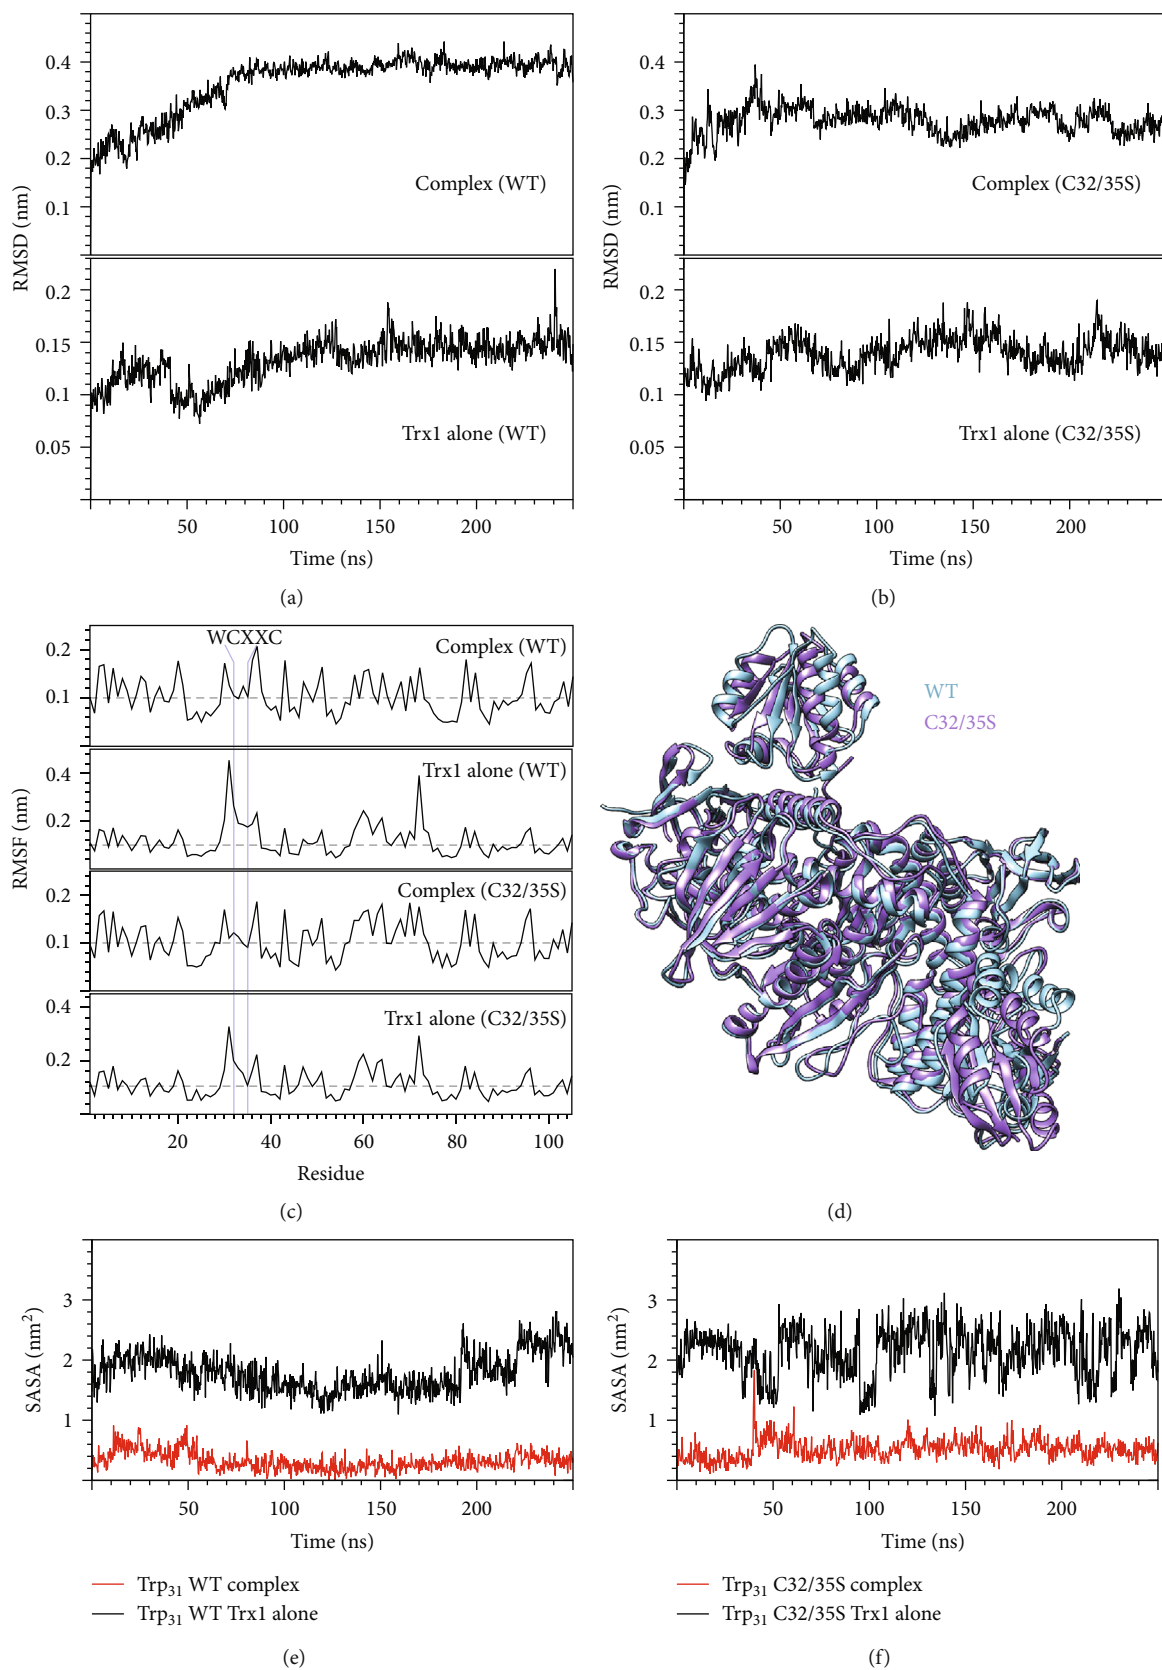 0.4
0.3
0.2
0.1
Complex (WT)
0.2
0.15
0.1
0.05
Trx1 alone (WT)
RMSD (nm)
50 100 150 200
Time (ns)
(a)
0.4
0.3
0.2
0.1
Complex (C32/35S)
0.2
0.15
0.1
0.05
Trx1 alone (C32/35S)
RMSD (nm)
50 100 150 200
Time (ns)
(b)
WCXXC
0.2
0.1
Complex (WT)
0.4
0.2
Trx1 alone (WT)
0.2
0.1
Complex (C32/35S)
0.4
0.2
Trx1 alone (C32/35S)
RMSF (nm)
20 40 60 80 100
Residue
(c)
WT
C32/35S
(d)
3
2
1
SASA (nm²)
50 100 150 200
Time (ns)
Trp₃₁ WT complex
Trp₃₁ WT Trx1 alone
(e)
3
2
1
SASA (nm²)
50 100 150 200
Time (ns)
Trp₃₁ C32/35S complex
Trp₃₁ C32/35S Trx1 alone
(f)